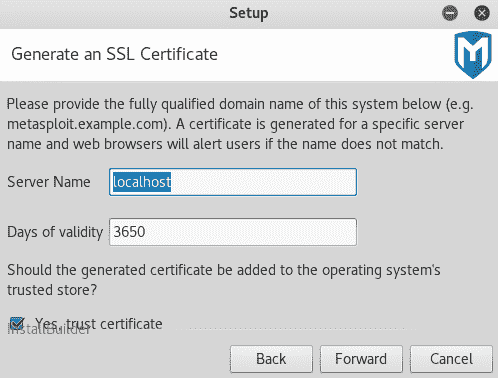 Setup
Generate an SSL Certificate
Please provide the fully qualified domain name of this system below (e.g.
metasploit.example.com). A certificate is generated for a specific server
name and web browsers will alert users if the name does not match.
Server Name localhost
Days of validity 3650
Should the generated certificate be added to the operating system's
trusted store?
Yes, trust certificate
InstallBuilder
Back Forward Cancel